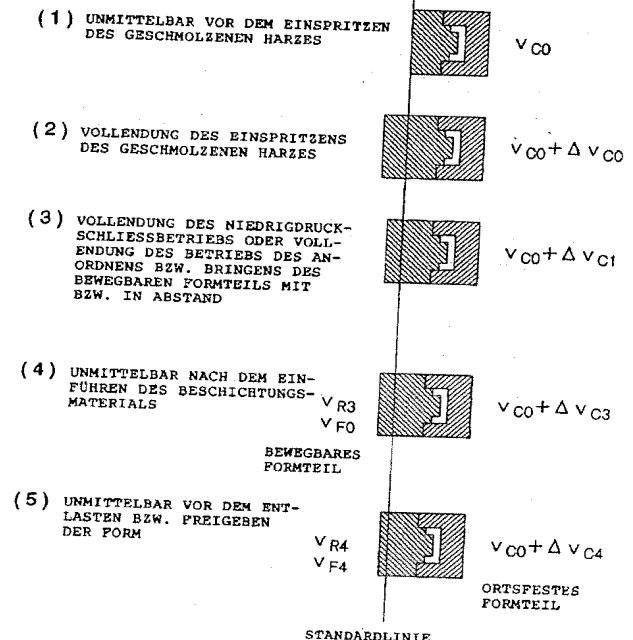 (1) UNMITTELBAR VOR DEM EINSPRITZEN
DES GESCHMOLZENEN HARZES
V C0
(2) VOLLENDUNG DES EINSPRITZENS
DES GESCHMOLZENEN HARZES
V C0 + Δ V C0
(3) VOLLENDUNG DES NIEDRIGDRUCK-
SCHLIESSBETRIEBS ODER VOLL-
ENDUNG DES BETRIEBS DES AN-
ORDNENS BZW. BRINGENS DES
BEWEGBAREN FORMTEILS MIT
BZW. IN ABSTAND
V C0 + Δ V C1
(4) UNMITTELBAR NACH DEM EIN-
FÜHREN DES BESCHICHTUNGS-
MATERIALS
V R3
V F0
V C0 + Δ V C3
BEWEGBARES
FORMTEIL
(5) UNMITTELBAR VOR DEM ENT-
LASTEN BZW. FREIGEBEN
DER FORM
V R4
V F4
V C0 + Δ V C4
ORTSFESTES
FORMTEIL
STANDARDLINIE